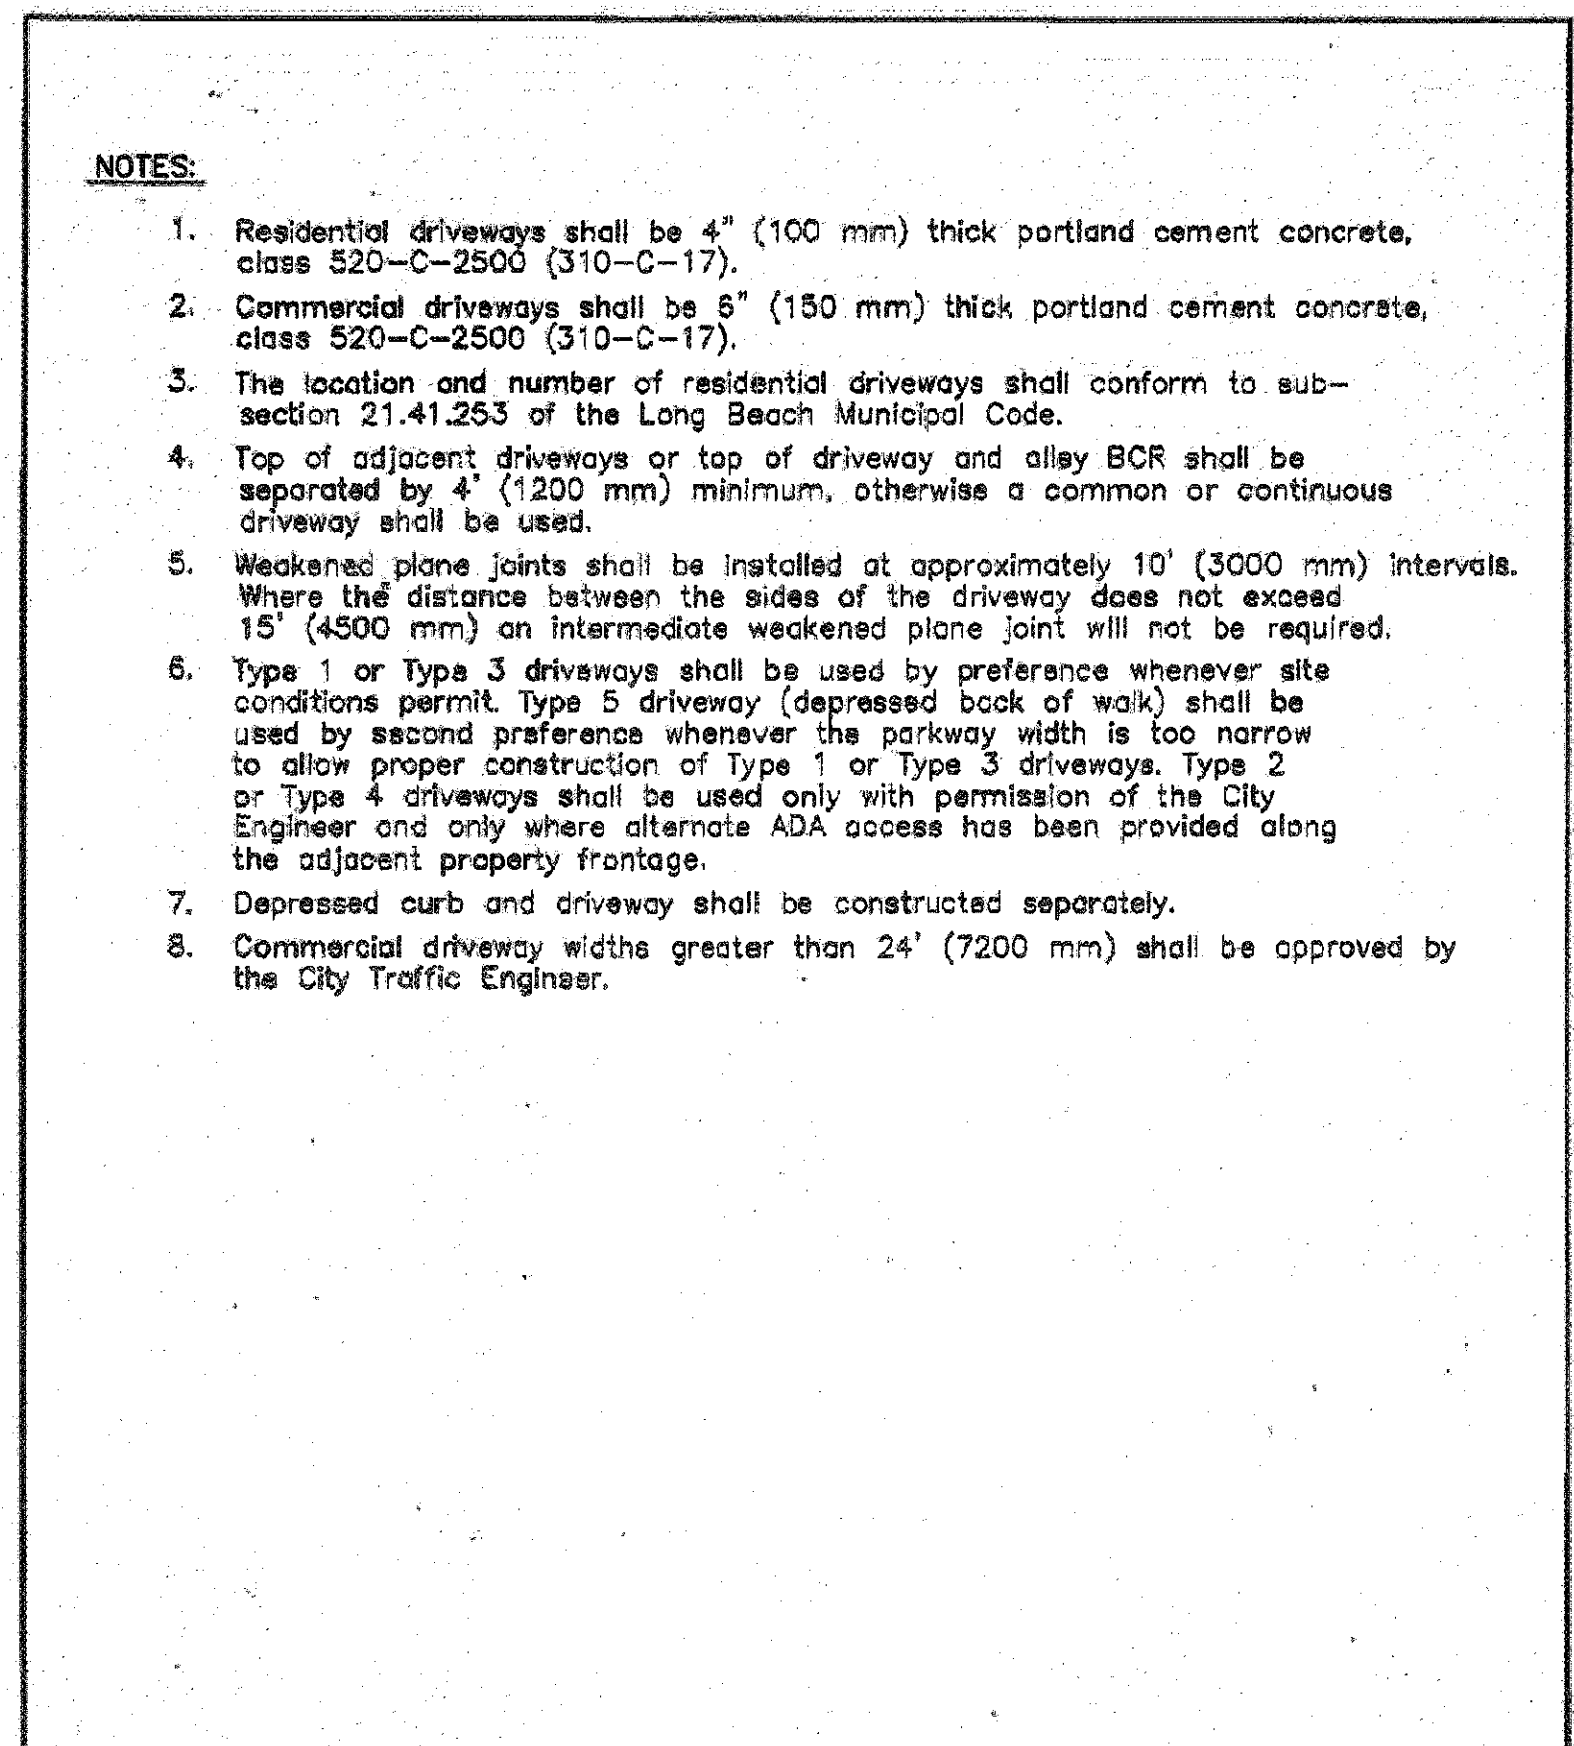 NOTES:
1. Residential driveways shall be 4" (100 mm) thick portland cement concrete,
class 520-C-2500 (310-C-17).
2. Commercial driveways shall be 6" (150 mm) thick portland cement concrete,
class 520-C-2500 (310-C-17).
3. The location and number of residential driveways shall conform to sub-
section 21.41.253 of the Long Beach Municipal Code.
4. Top of adjacent driveways or top of driveway and alley BCR shall be
separated by 4' (1200 mm) minimum, otherwise a common or continuous
driveway shall be used.
5. Weakened plane joints shall be installed at approximately 10' (3000 mm) intervals.
Where the distance between the sides of the driveway does not exceed
15' (4500 mm) an intermediate weakened plane joint will not be required.
6. Type 1 or Type 3 driveways shall be used by preference whenever site
conditions permit. Type 5 driveway (depressed back of walk) shall be
used by second preference whenever the parkway width is too narrow
to allow proper construction of Type 1 or Type 3 driveways. Type 2
or Type 4 driveways shall be used only with permission of the City
Engineer and only where alternate ADA access has been provided along
the adjacent property frontage.
7. Depressed curb and driveway shall be constructed separately.
8. Commercial driveway widths greater than 24' (7200 mm) shall be approved by
the City Traffic Engineer.